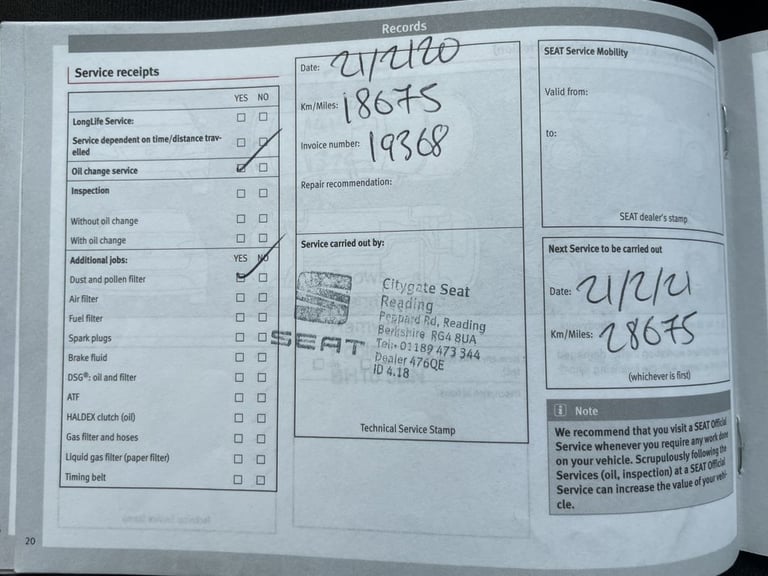 Records
Service receipts
YES NO
LongLife Service:
Service dependent on time/distance trav-
elled
Oil change service
Inspection
Without oil change
With oil change
Additional jobs: YES NO
Dust and pollen filter
Air filter
Fuel filter
Spark plugs
Brake fluid
DSG®: oil and filter
ATF
HALDEX clutch (oil)
Gas filter and hoses
Liquid gas filter (paper filter)
Timing belt
Date: 21/2/20
Km/Miles: 18675
Invoice number: 19368
Repair recommendation:
Service carried out by:
SEAT
Citygate Seat
Reading
Peppard Rd, Reading
Berkshire RG4 8UA
Tel: 01189 473 344
Dealer 476QE
ID 4.18
Technical Service Stamp
SEAT Service Mobility
Valid from:
to:
SEAT dealer's stamp
Next Service to be carried out
Date: 21/2/21
Km/Miles: 28675
(whichever is first)
i Note
We recommend that you visit a SEAT Official
Service whenever you require any work done
on your vehicle. Scrupulously following the
Services (oil, inspection) at a SEAT Official
Service can increase the value of your vehi-
cle.
20